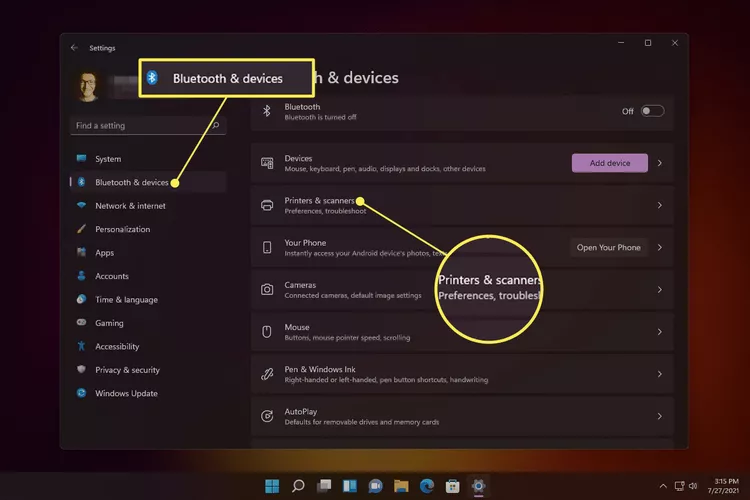 Settings
Bluetooth & devices
h & devices
Bluetooth
Bluetooth is turned off
Off
Find a setting
System
Bluetooth & devices
Network & internet
Personalization
Apps
Accounts
Time & language
Gaming
Accessibility
Privacy & security
Windows Update
Devices
Mouse, keyboard, pen, audio, displays and docks, other devices
Add device
Printers & scanners
Preferences, troubleshoot
Your Phone
Instantly access your Android device's photos,
Open Your Phone
Printers & scanners
Preferences, troublesh
Cameras
Connected cameras, default image settings
Mouse
Buttons, mouse pointer speed, scrolling
Pen & Windows Ink
Right-handed or left-handed, pen button shortcuts, handwriting
AutoPlay
Defaults for removable drives and memory cards
3:15 PM
7/27/2021